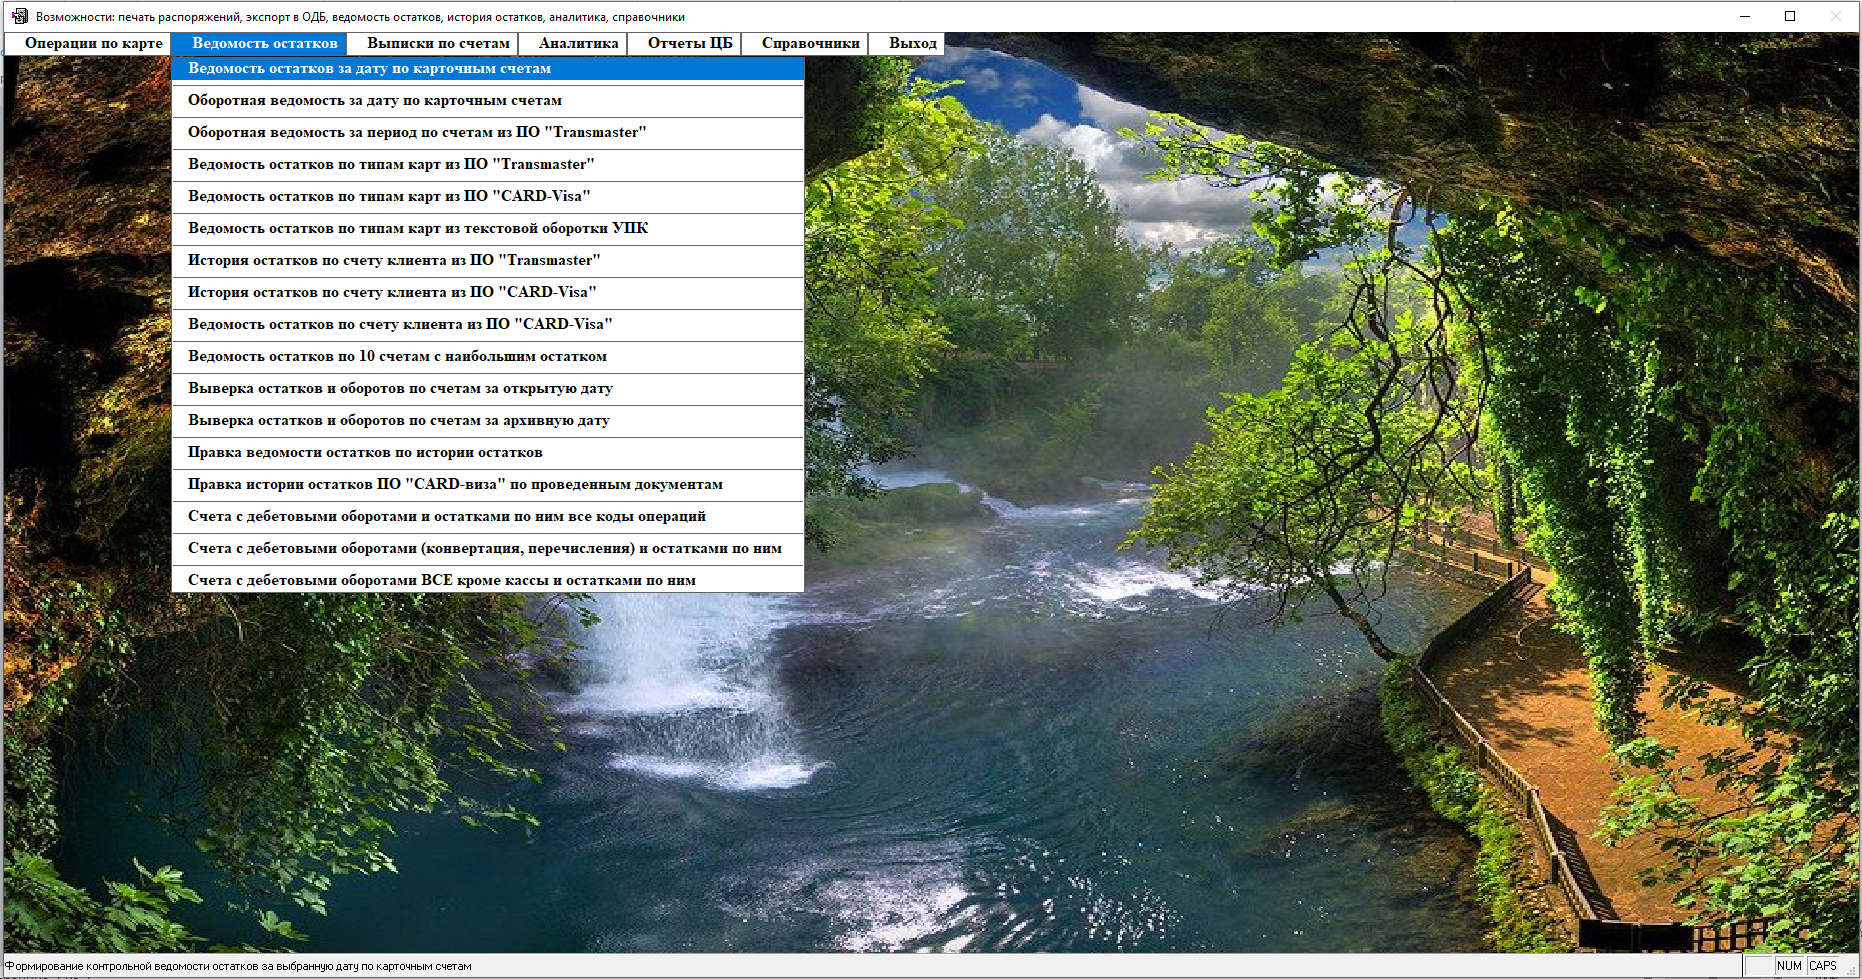 Возможности: печать распоряжений, экспорт в ОДБ, ведомость остатков, история остатков, аналитика, справочники
Операции по карте Ведомость остатков Выписки по счетам Аналитика Отчеты ЦБ Справочники Выход
Ведомость остатков за дату по карточным счетам
Оборотная ведомость за дату по карточным счетам
Оборотная ведомость за период по счетам из ПО "Transmaster"
Ведомость остатков по типам карт из ПО "Transmaster"
Ведомость остатков по типам карт из ПО "CARD-Visa"
Ведомость остатков по типам карт из текстовой оборотки УПК
История остатков по счету клиента из ПО "Transmaster"
История остатков по счету клиента из ПО "CARD-Visa"
Ведомость остатков по счету клиента из ПО "CARD-Visa"
Ведомость остатков по 10 счетам с наибольшим остатком
Выверка остатков и оборотов по счетам за открытую дату
Выверка остатков и оборотов по счетам за архивную дату
Правка ведомости остатков по истории остатков
Правка истории остатков ПО "CARD-виза" по проведенным документам
Счета с дебетовыми оборотами и остатками по ним все коды операций
Счета с дебетовыми оборотами (конвертация, перечисления) и остатками по ним
Счета с дебетовыми оборотами ВСЕ кроме кассы и остатками по ним
Формирование контрольной ведомости остатков за выбранную дату по карточным счетам
NUM CAPS